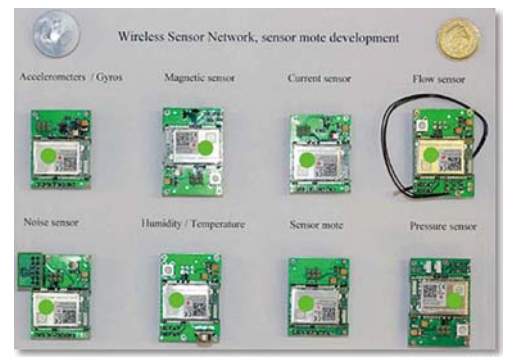 Wireless Sensor Network, sensor mote development
Accelerometers / Gyros
Magnetic sensor
Current sensor
Flow sensor
Noise sensor
Humidity / Temperature
Sensor mote
Pressure sensor